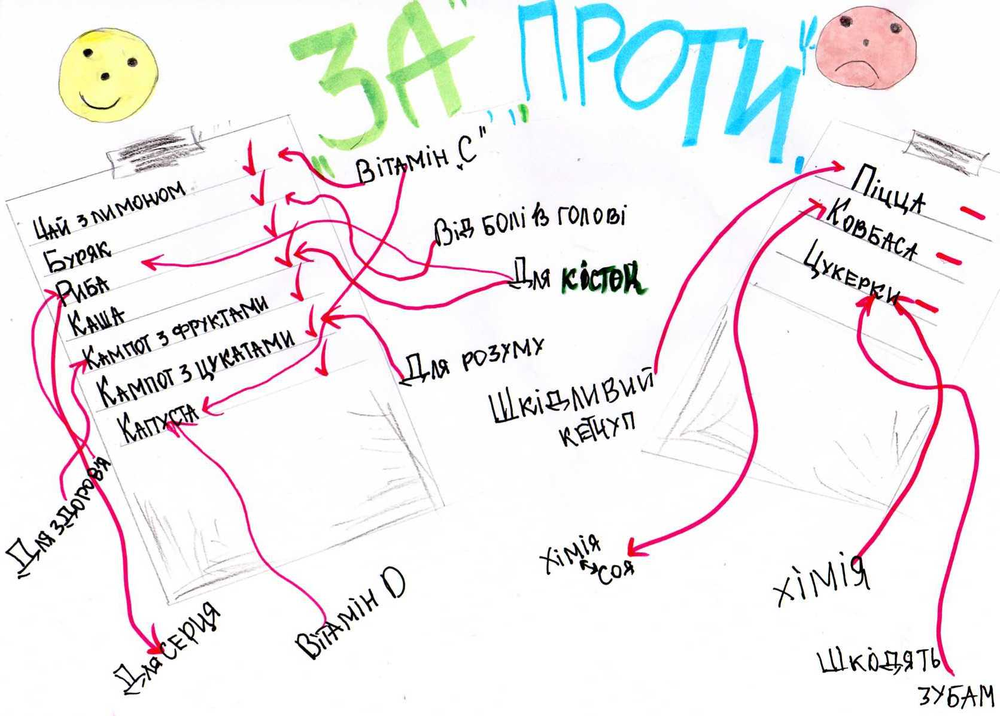 „ЗА"
„ПРОТИ"
ЧАЙ З ЛИМОНОМ
БУРЯК
РИБА
КАША
КАМПОТ З ФРУКТАМИ
КАМПОТ З ЦУКАТАМИ
КАПУСТА
ВІТАМІН „С"
ВІД БОЛІ В ГОЛОВІ
ДЛЯ КІСТОК
ДЛЯ РОЗУМУ
ДЛЯ ЗДОРОВ'Я
ДЛЯ СЕРЦЯ
ВІТАМІН D
ПІЦЦА
КОВБАСА
ЦУКЕРКИ
ШКІДЛИВИЙ
КЕТЧУП
ХІМІЯ
СОЯ
ХІМІЯ
ШКОДЯТЬ
ЗУБАМ